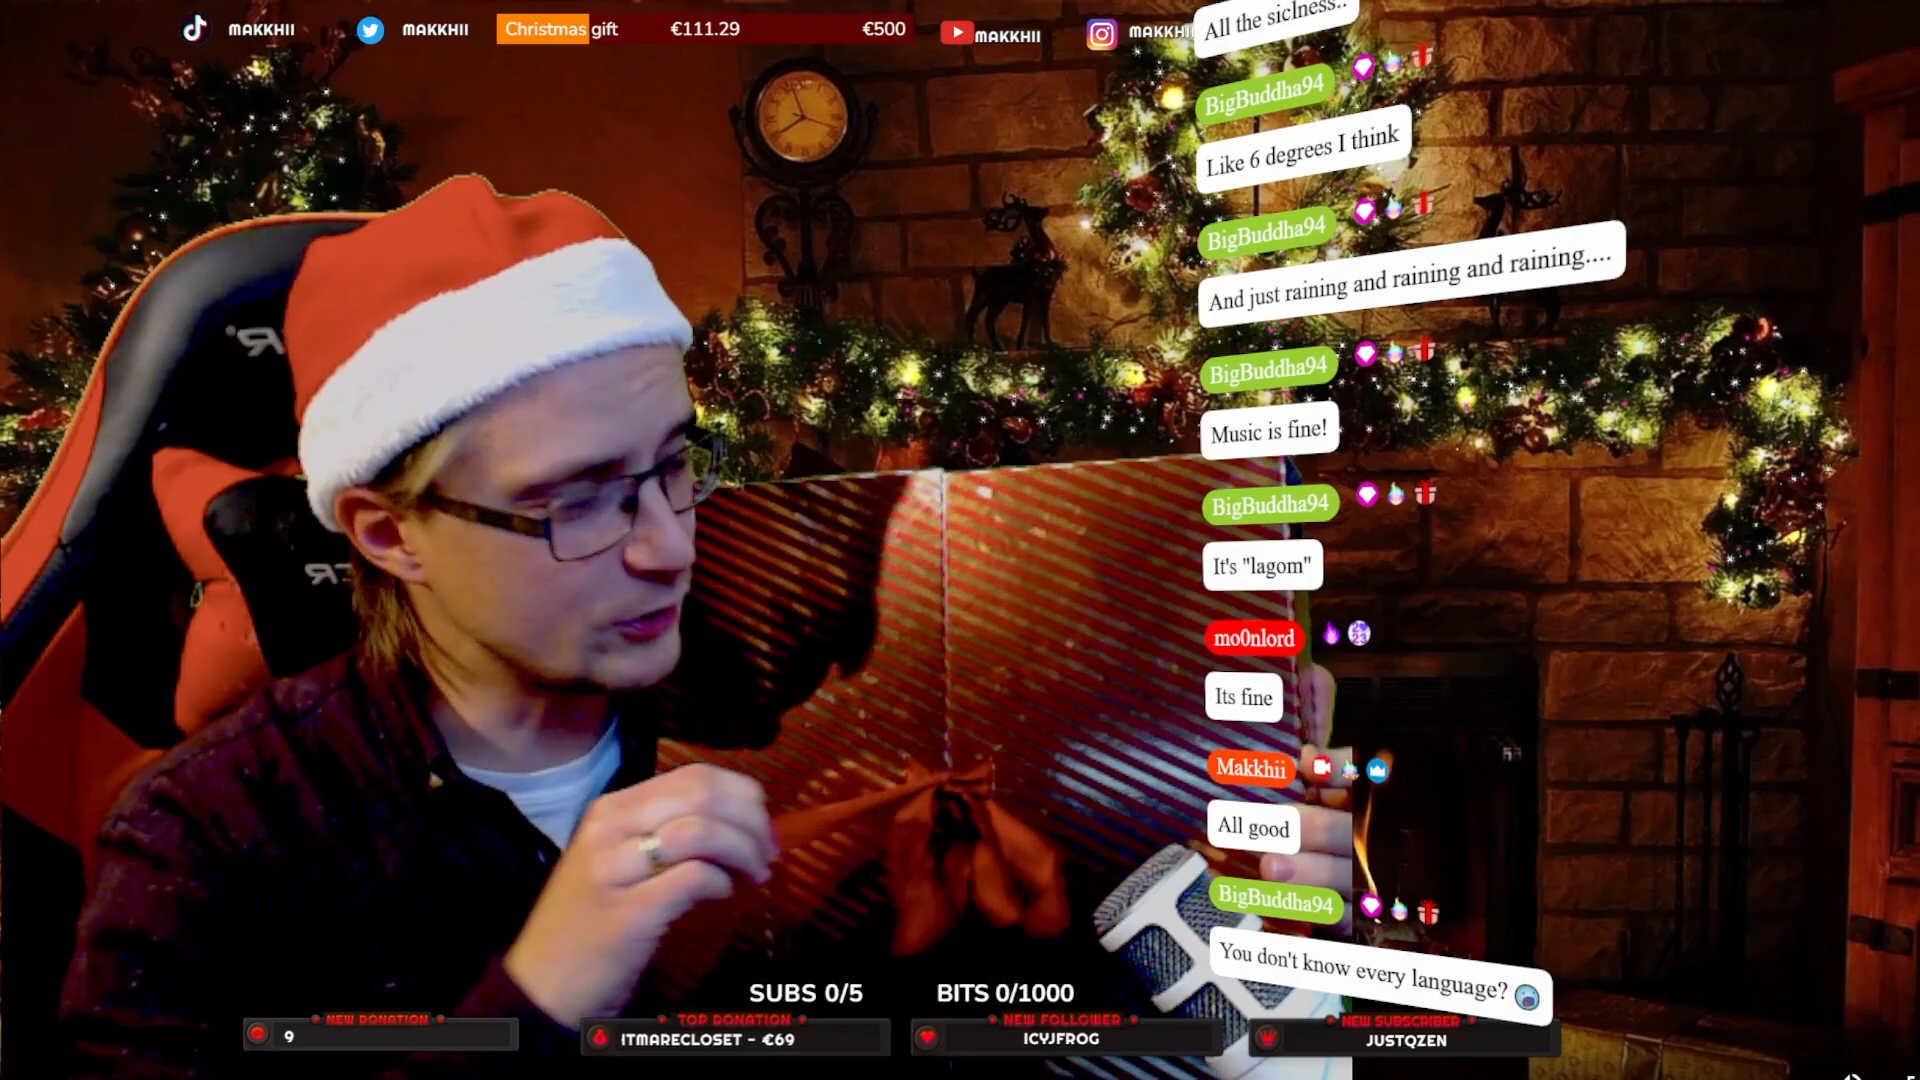 MAKKHII
MAKKHII
Christmas gift €111.29 €500
MAKKHII
MAKKHII
All the siclness..
BigBuddha94
Like 6 degrees I think
BigBuddha94
And just raining and raining and raining....
BigBuddha94
Music is fine!
BigBuddha94
It's "lagom"
mo0nlord
Its fine
Makkhii
All good
BigBuddha94
You don't know every language?
SUBS 0/5
BITS 0/1000
NEW DONATION
9
TOP DONATION
ITMARECLOSET - €69
NEW FOLLOWER
ICYJFROG
NEW SUBSCRIBER
JUSTQZEN